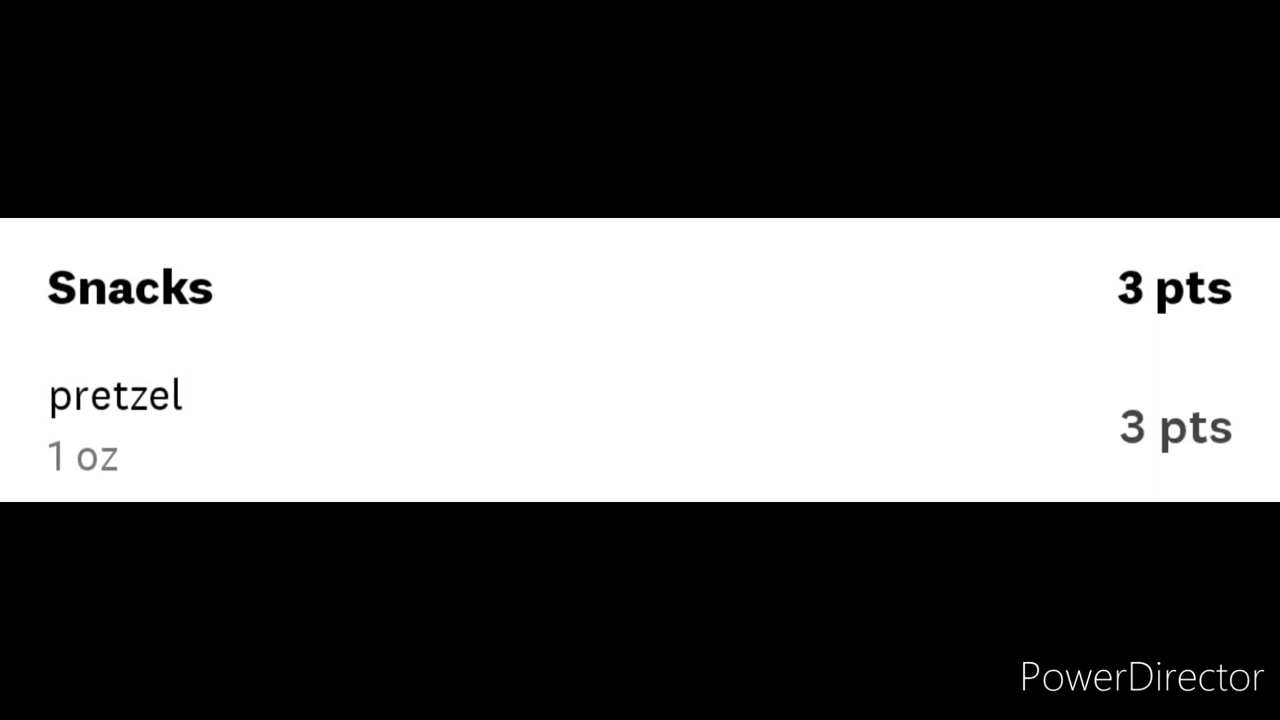 Snacks 3 pts
pretzel
3 pts
1 oz
PowerDirector